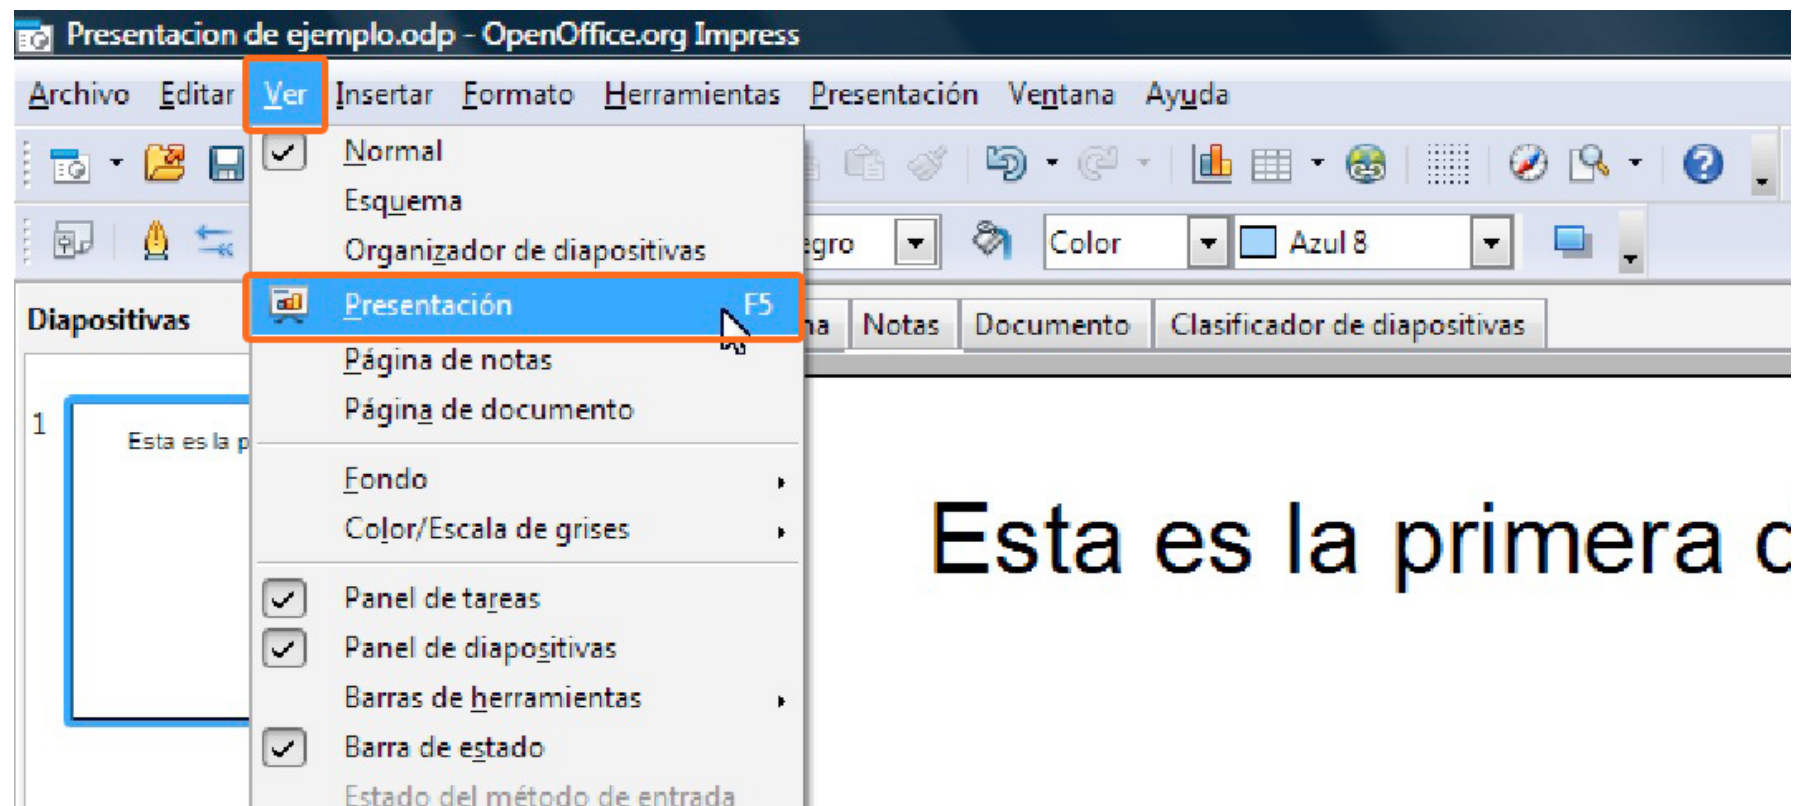 Presentacion de ejemplo.odp - OpenOffice.org Impress
Archivo Editar Ver Insertar Formato Herramientas Presentación Ventana Ayuda
Normal
Esquema
Organizador de diapositivas
Color Azul 8
Presentación F5
Diapositivas
Notas Documento Clasificador de diapositivas
Página de notas
Página de documento
1
Esta es la
Fondo
Color/Escala de grises
Esta es la primera
Panel de tareas
Panel de diapositivas
Barras de herramientas
Barra de estado
Estado del método de entrada